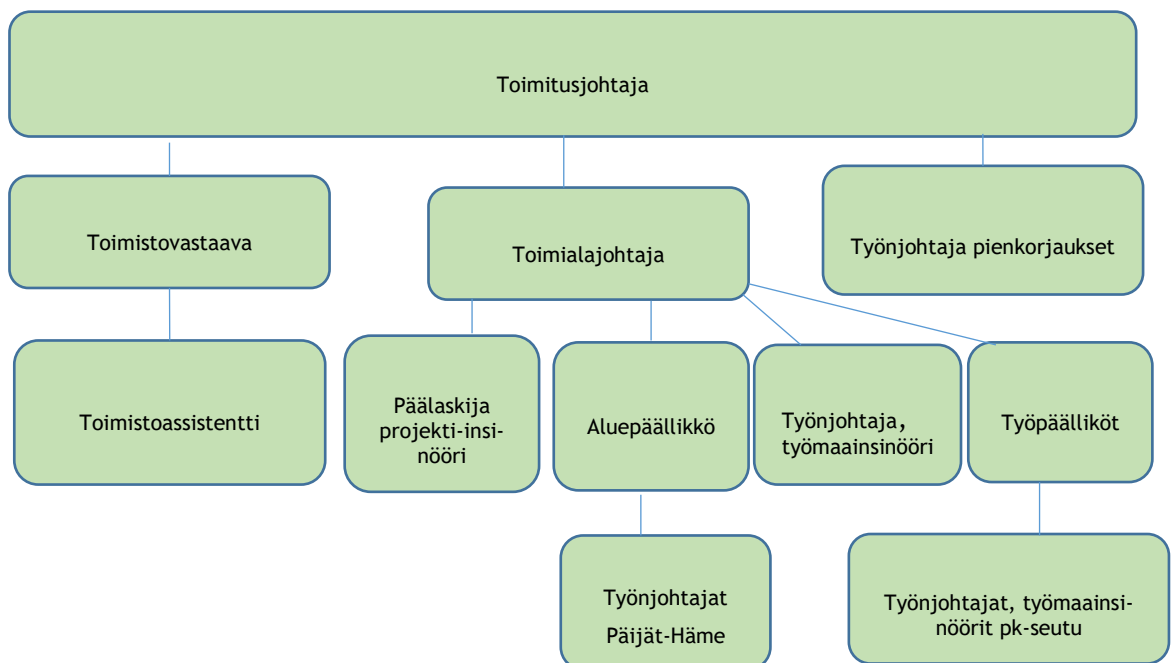 Toimitusjohtaja
Toimistovastaava
Toimialajohtaja
Työnjohtaja pienkorjaukset
Toimistoassistentti
Päälaskija
projekti-insi-
nööri
Aluepäällikkö
Työnjohtaja,
työmaainsinööri
Työpäälliköt
Työnjohtajat
Päijät-Häme
Työnjohtajat, työmaainsi-
nöörit pk-seutu